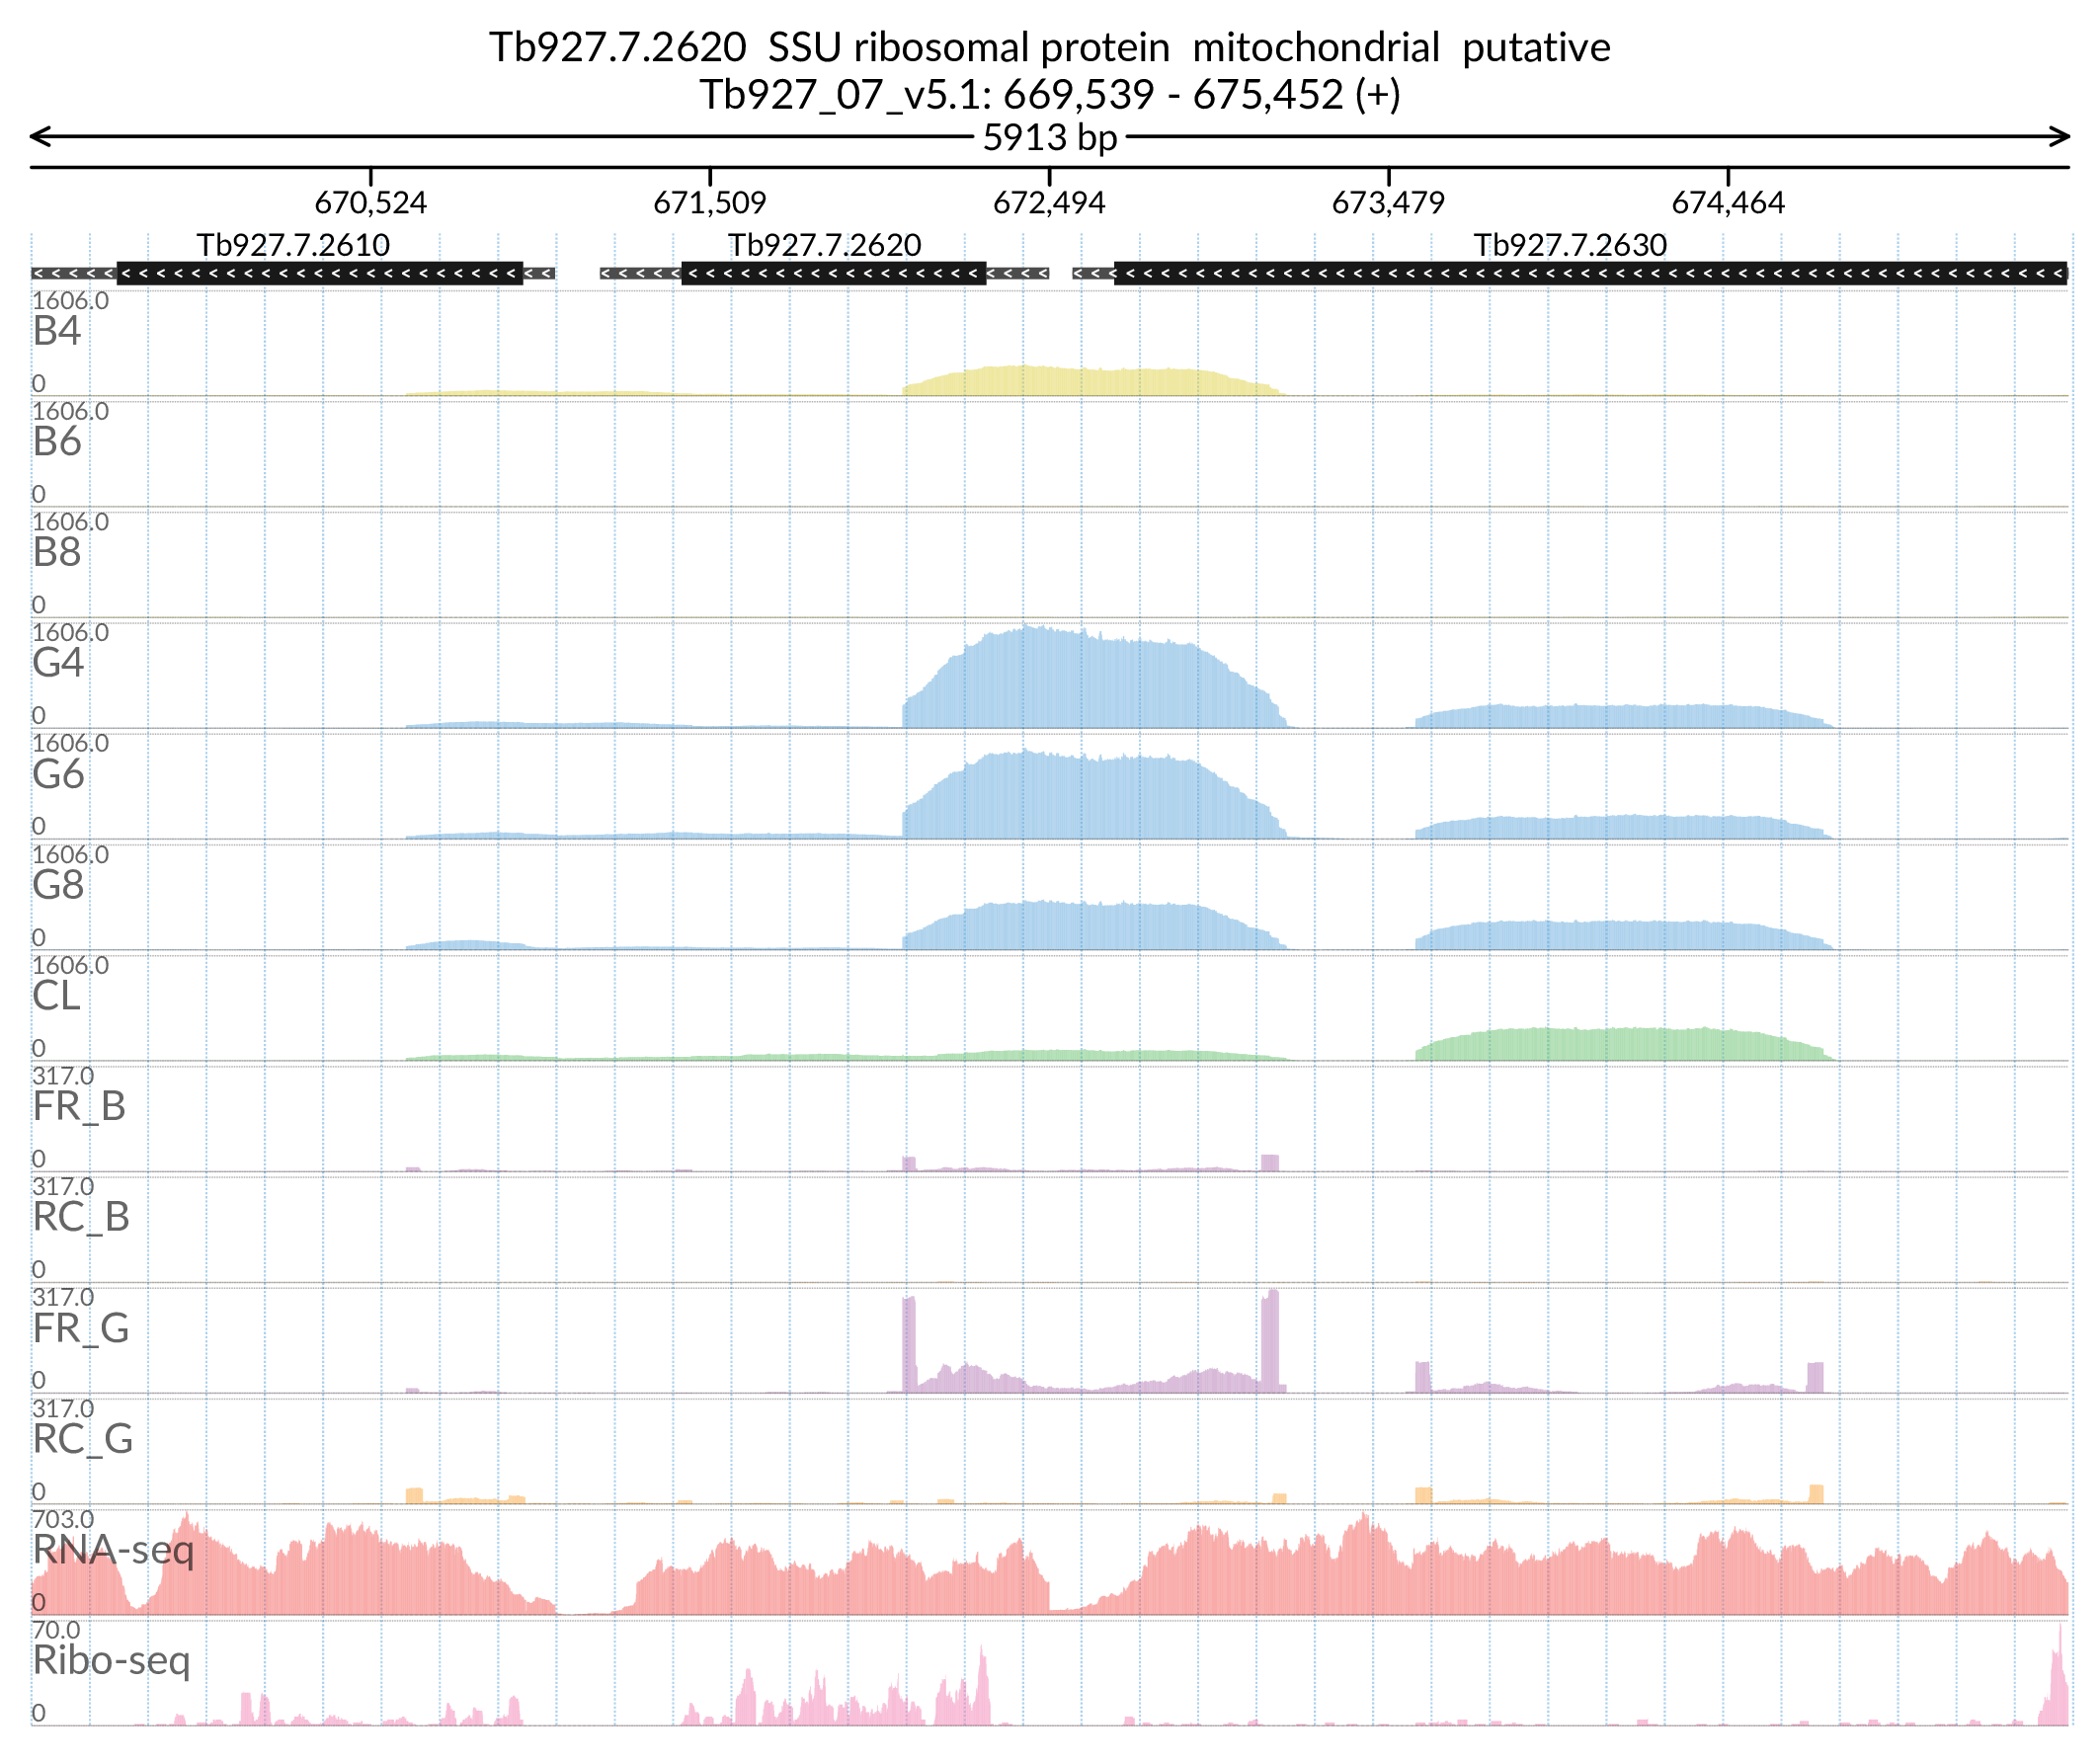 Tb927.7.2620 SSU ribosomal protein mitochondrial putative
Tb927_07_v5.1: 669,539 - 675,452 (+)
5913 bp
670,524 671,509 672,494 673,479 674,464
Tb927.7.2610 Tb927.7.2620 Tb927.7.2630
1606.0
B4
0
1606.0
B6
0
1606.0
B8
0
1606.0
G4
0
1606.0
G6
0
1606.0
G8
0
1606.0
CL
0
317.0
FR_B
0
317.0
RC_B
0
317.0
FR_G
0
317.0
RC_G
0
703.0
RNA-seq
0
70.0
Ribo-seq
0